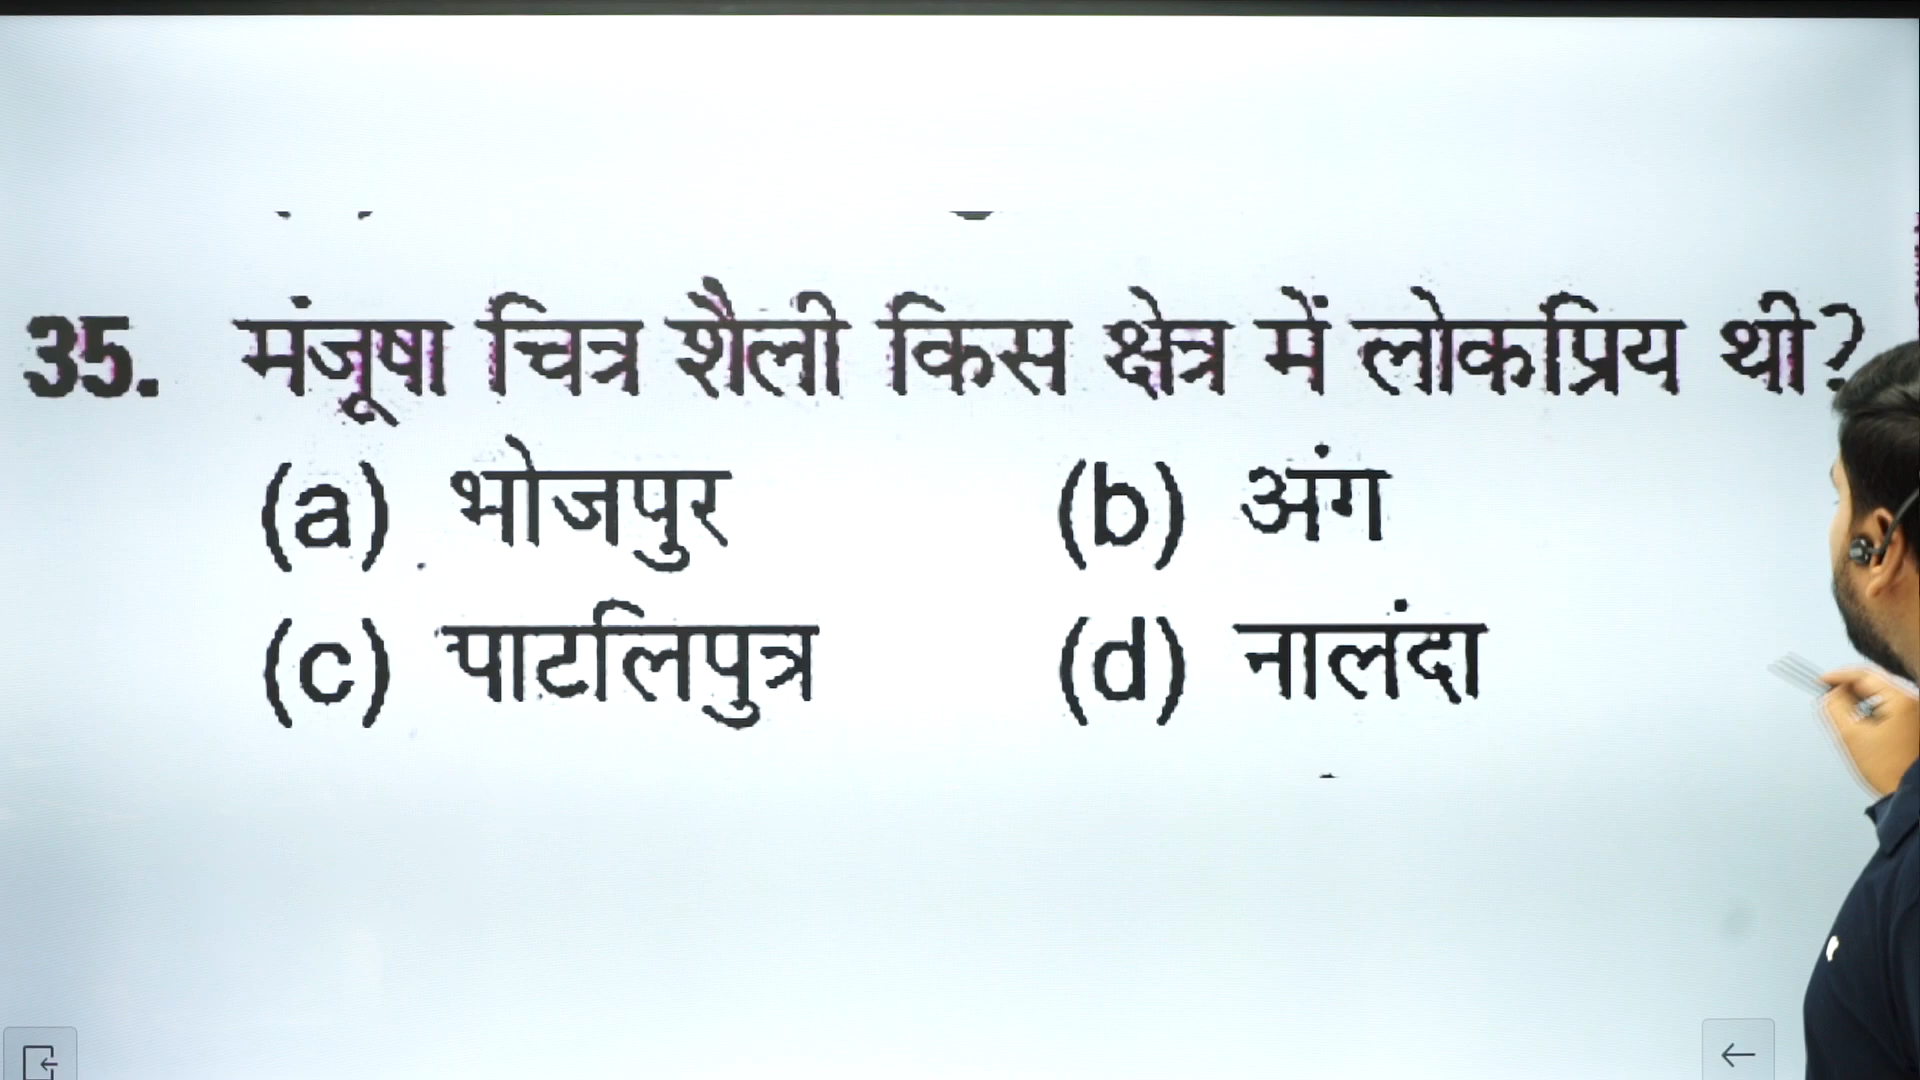 35. मंजूषा चित्र शैली किस क्षेत्र में लोकप्रिय थी?
(a) भोजपुर (b) अंग
(c) पाटलिपुत्र (d) नालंदा